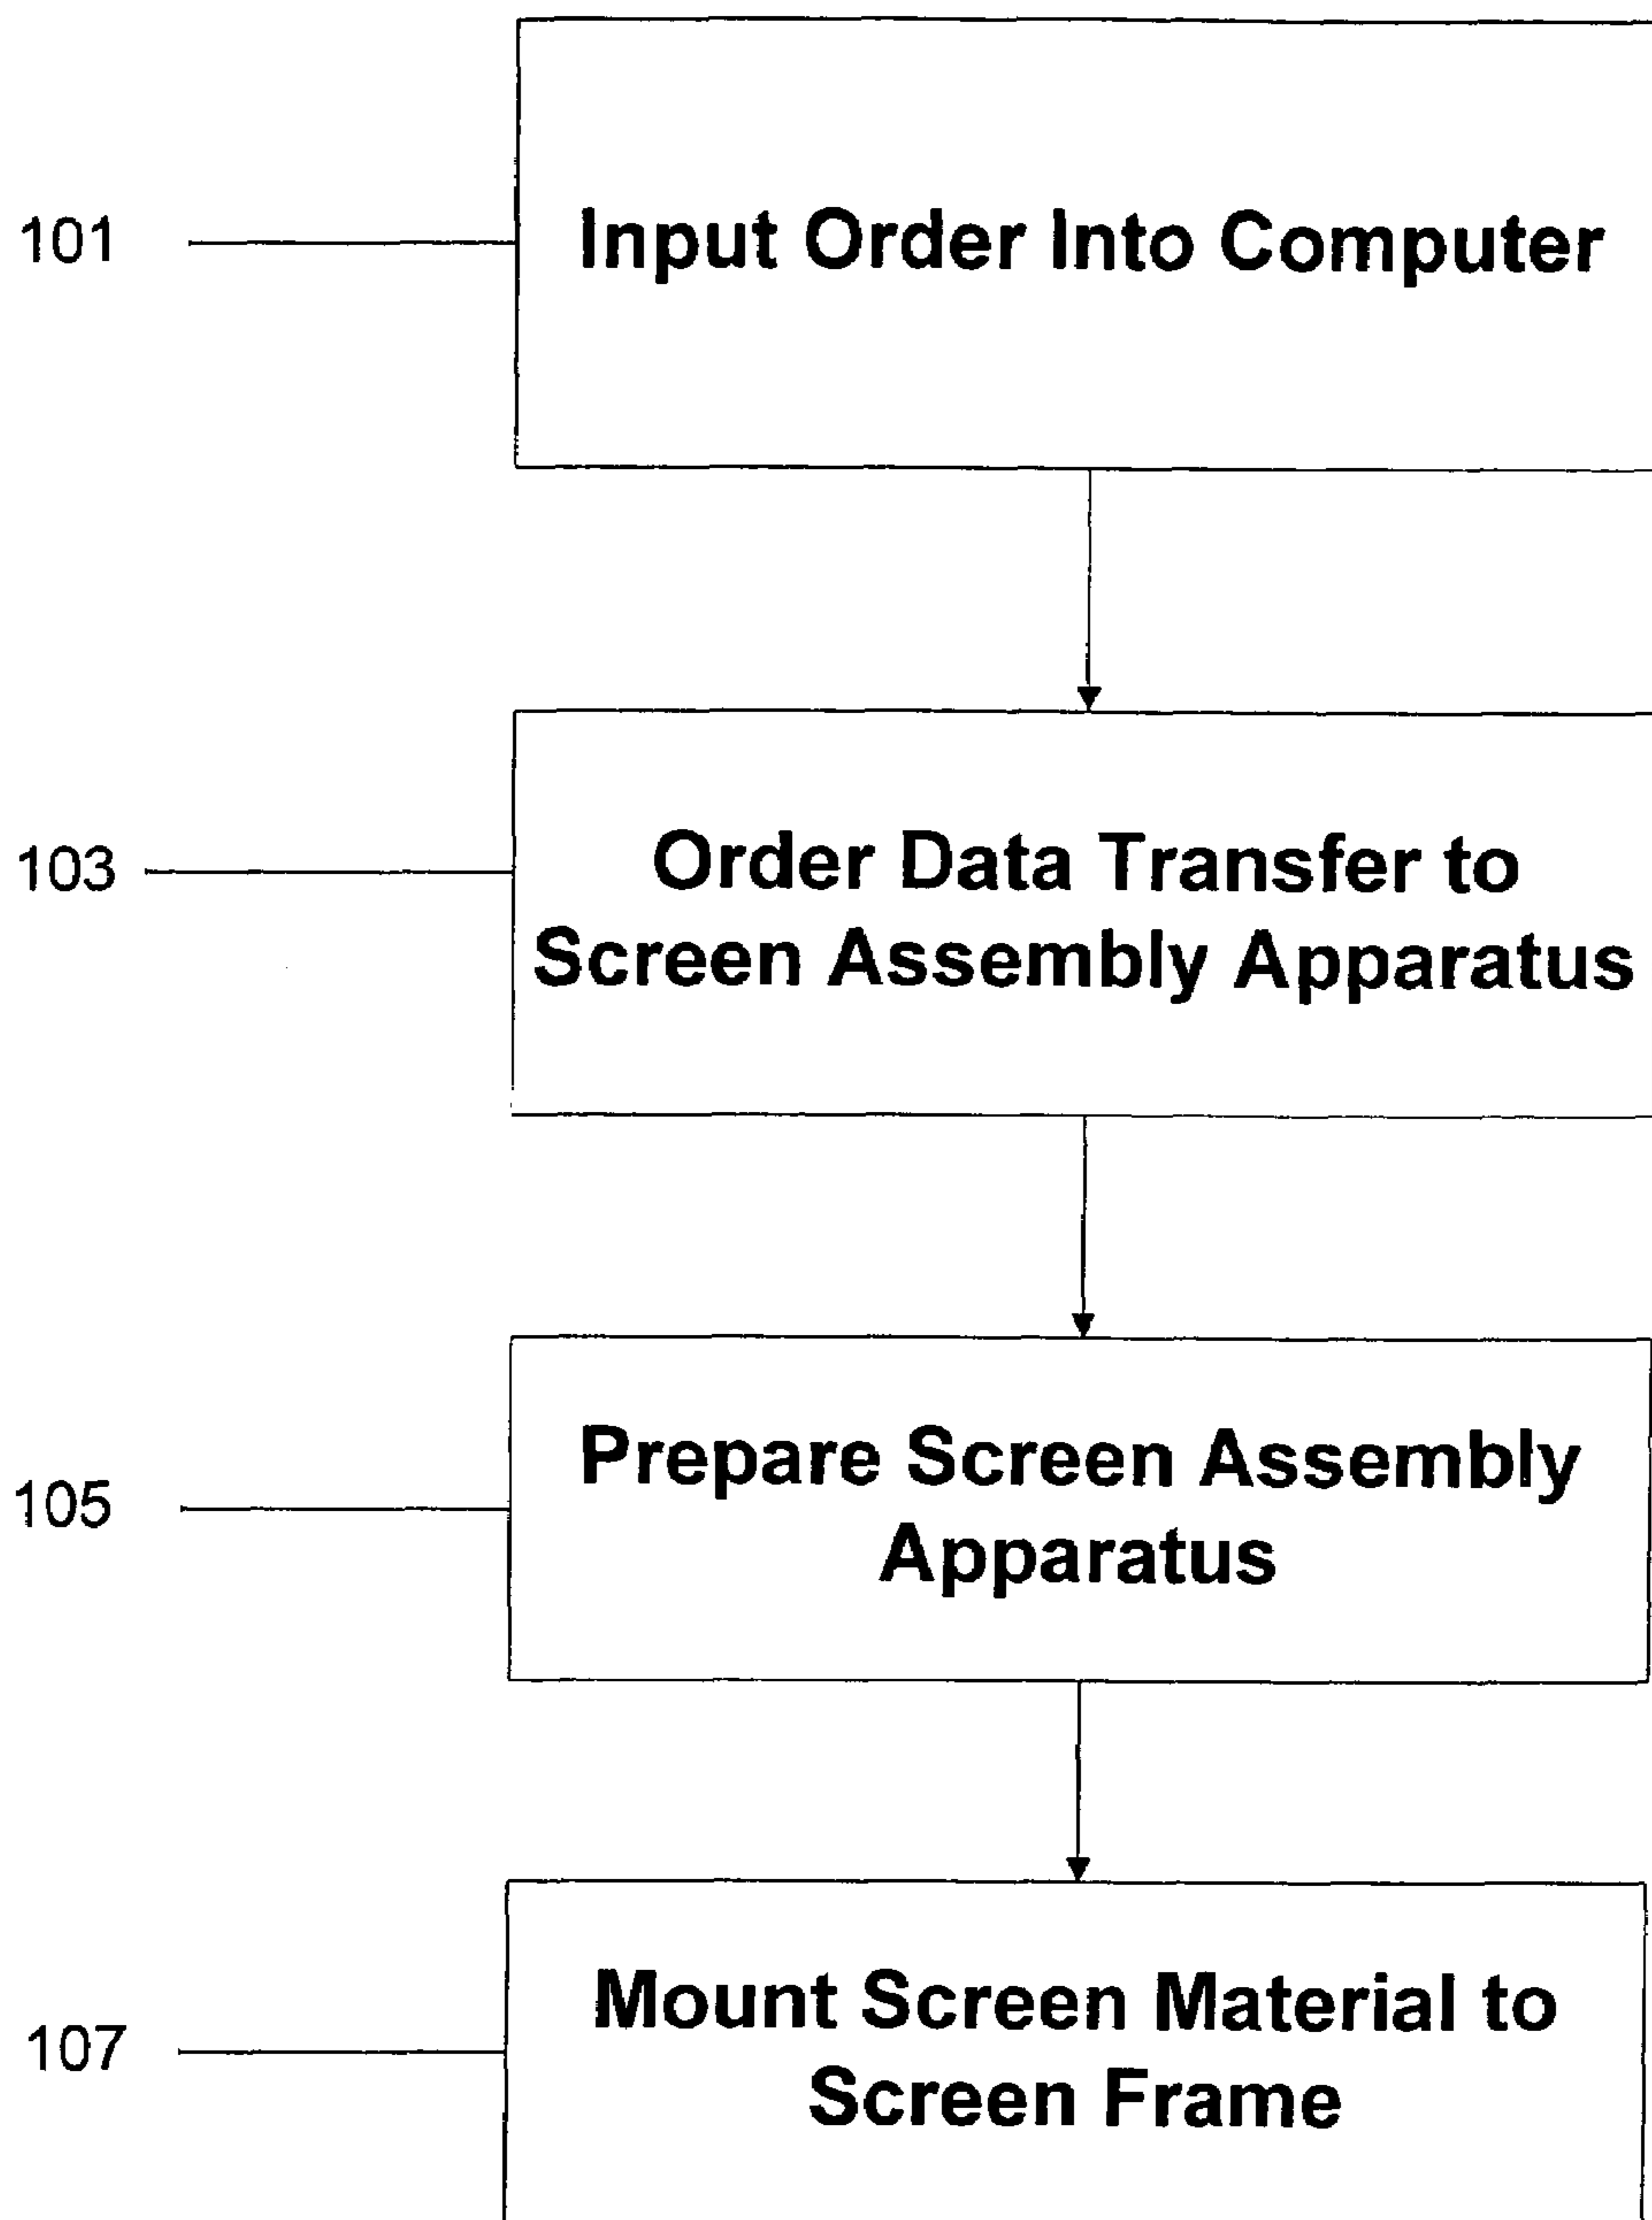 101
Input Order Into Computer
103
Order Data Transfer to
Screen Assembly Apparatus
105
Prepare Screen Assembly
Apparatus
107
Mount Screen Material to
Screen Frame